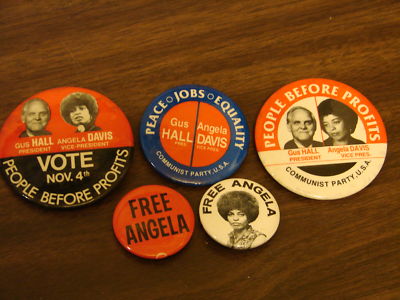 Gus HALL
PRESIDENT
ANGELA DAVIS
VICE-PRESIDENT
VOTE
NOV. 4th
PEOPLE BEFORE PROFITS
PEACE JOBS EQUALITY
Gus
HALL
PRES.
Angela
DAVIS
VICE PRES.
COMMUNIST PARTY, U.S.A.
PEOPLE BEFORE PROFITS
Gus HALL
PRESIDENT
Angela DAVIS
VICE PRES.
COMMUNIST PARTY, U.S.A.
FREE
ANGELA
FREE ANGELA